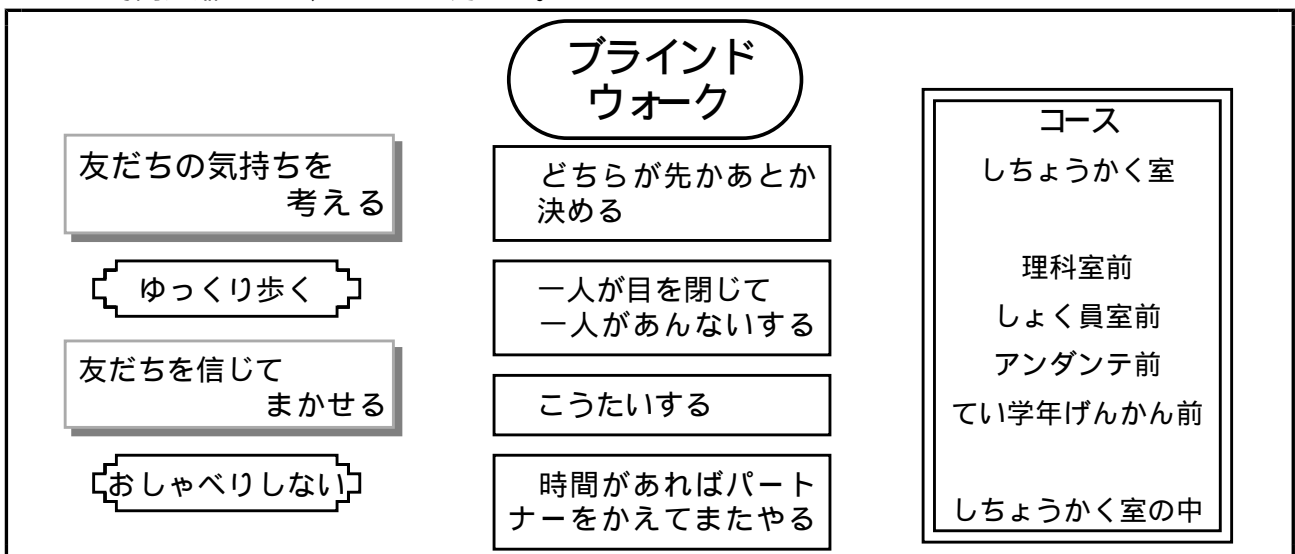 ブラインド
ウォーク
友だちの気持ちを
考える
ゆっくり歩く
友だちを信じて
まかせる
おしゃべりしない
どちらが先かあとか
決める
一人が目を閉じて
一人があんないする
こうたいする
時間があればパート
ナーをかえてまたやる
コース
しちょうかく室
理科室前
しょく員室前
アンダンテ前
てい学年げんかん前
しちょうかく室の中